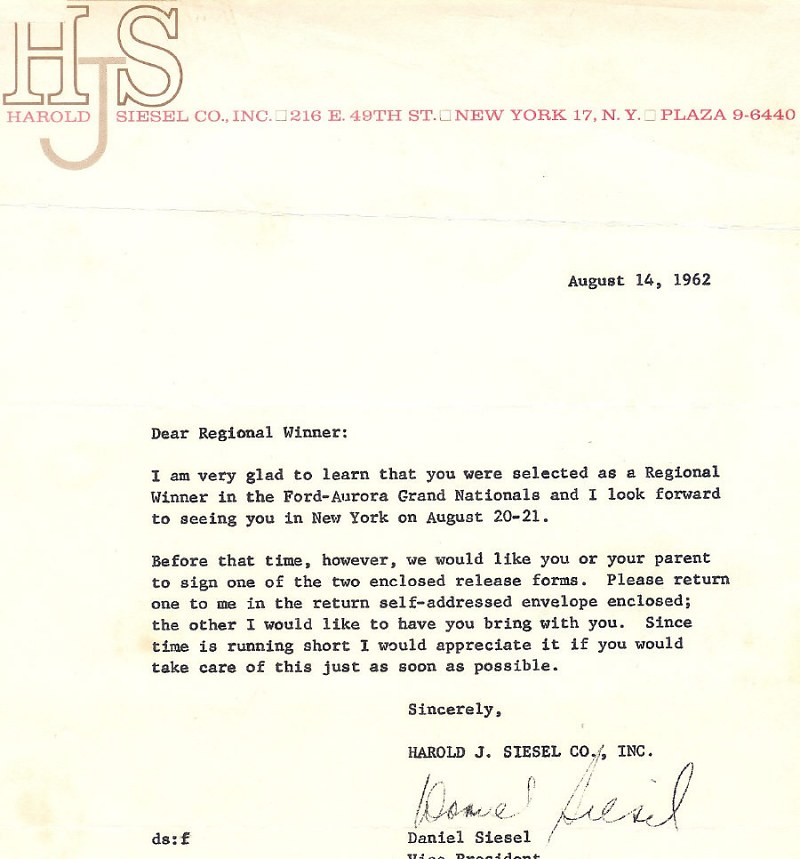 HJS
HAROLD SIESEL CO., INC. □ 216 E. 49TH ST. □ NEW YORK 17, N. Y. □ PLAZA 9-6440
August 14, 1962
Dear Regional Winner:
I am very glad to learn that you were selected as a Regional
Winner in the Ford-Aurora Grand Nationals and I look forward
to seeing you in New York on August 20-21.
Before that time, however, we would like you or your parent
to sign one of the two enclosed release forms.  Please return
one to me in the return self-addressed envelope enclosed;
the other I would like to have you bring with you.  Since
time is running short I would appreciate it if you would
take care of this just as soon as possible.
Sincerely,
HAROLD J. SIESEL CO., INC.
Daniel Siesel
ds:f
Daniel Siesel
Vice President